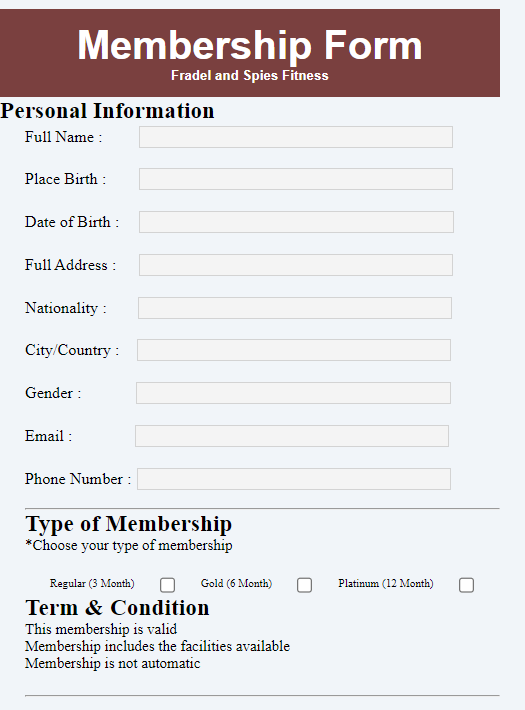 Membership Form
Fradel and Spies Fitness
Personal Information
Full Name :
Place Birth :
Date of Birth :
Full Address :
Nationality :
City/Country :
Gender :
Email :
Phone Number :
Type of Membership
*Choose your type of membership
Regular (3 Month) Gold (6 Month) Platinum (12 Month)
Term & Condition
This membership is valid
Membership includes the facilities available
Membership is not automatic